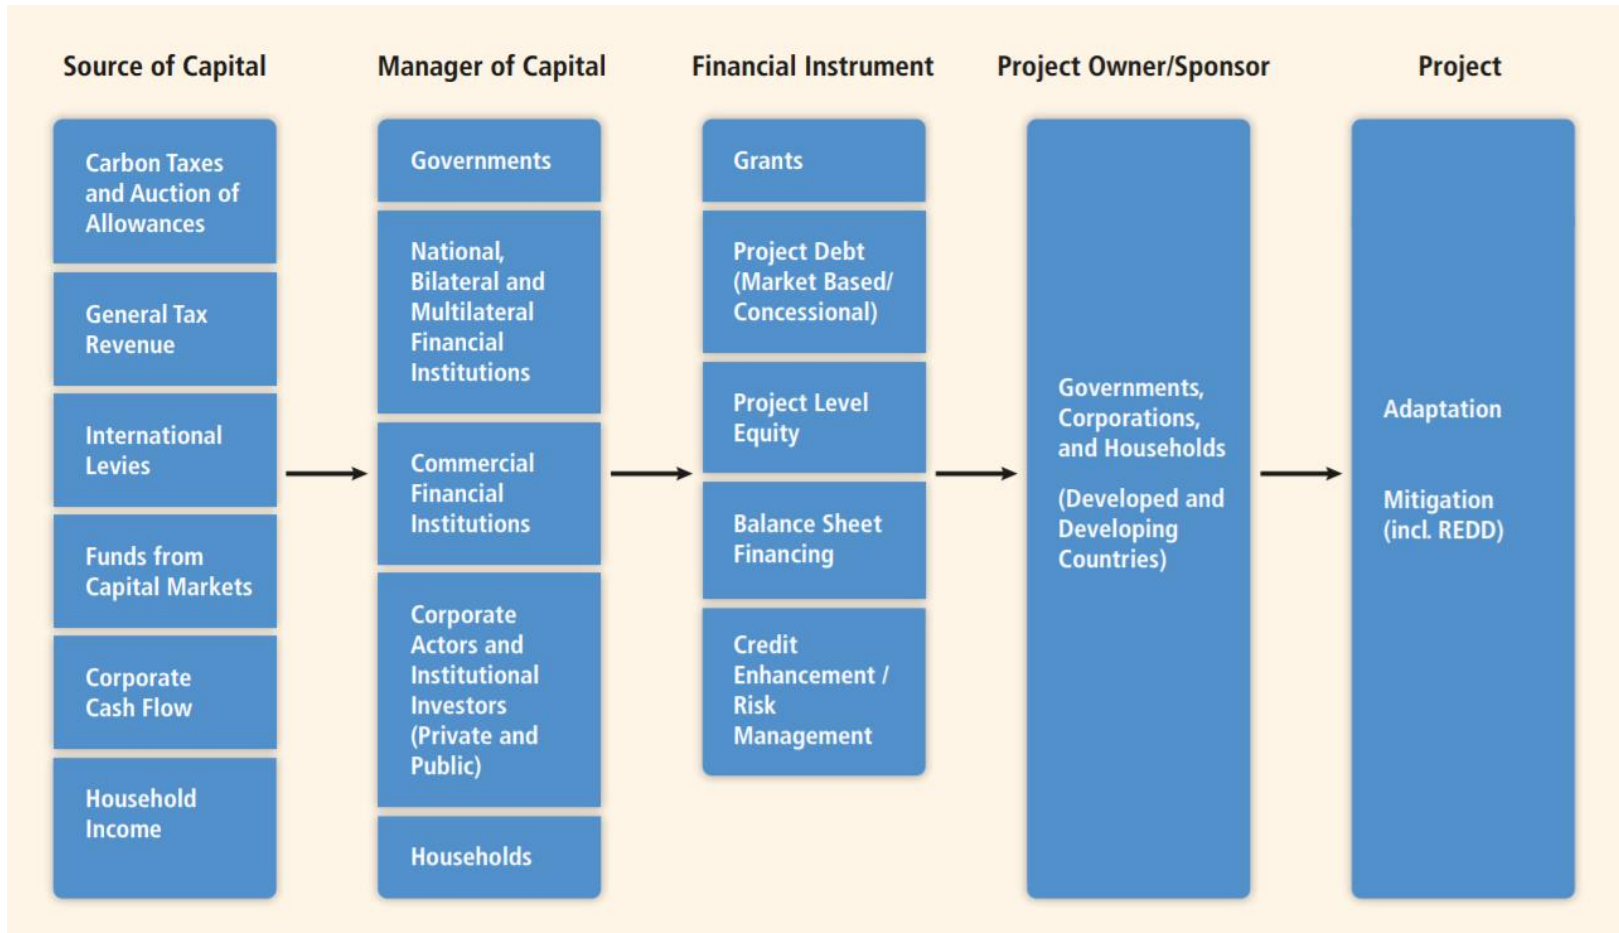 Source of Capital
Manager of Capital
Financial Instrument
Project Owner/Sponsor
Project
Carbon Taxes
and Auction of
Allowances
General Tax
Revenue
International
Levies
Funds from
Capital Markets
Corporate
Cash Flow
Household
Income
Governments
National,
Bilateral and
Multilateral
Financial
Institutions
Commercial
Financial
Institutions
Corporate
Actors and
Institutional
Investors
(Private and
Public)
Households
Grants
Project Debt
(Market Based/
Concessional)
Project Level
Equity
Balance Sheet
Financing
Credit
Enhancement /
Risk
Management
Governments,
Corporations,
and Households
(Developed and
Developing
Countries)
Adaptation
Mitigation
(incl. REDD)